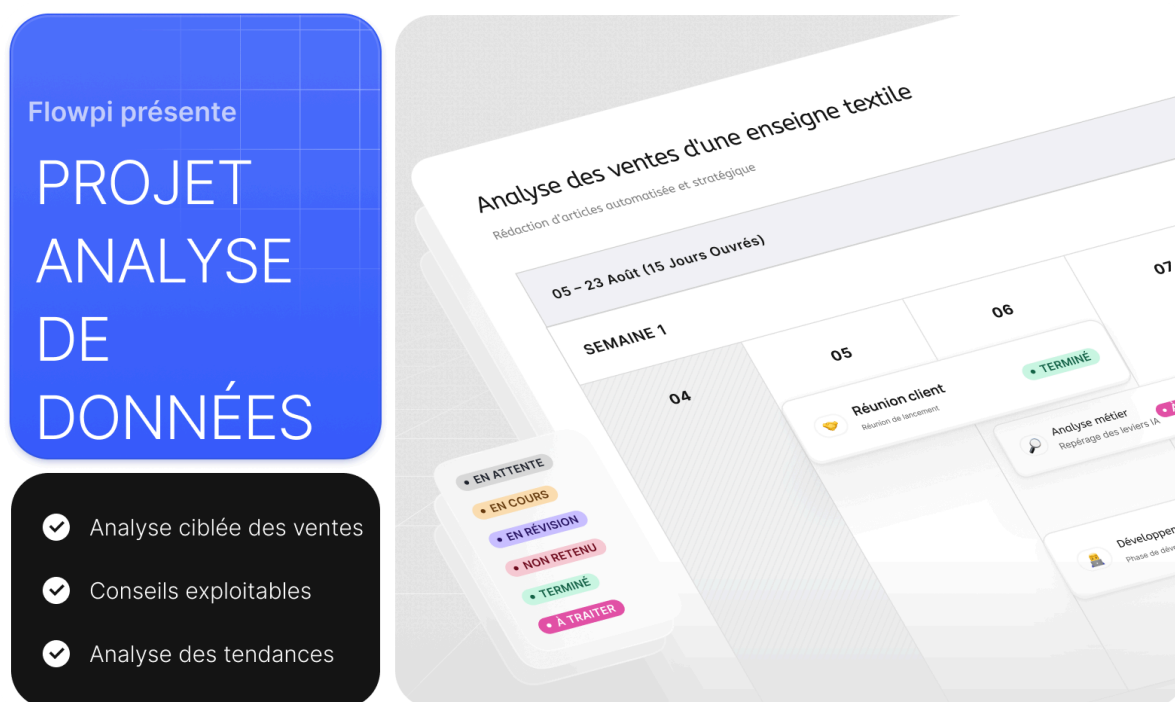 Flowpi présente
PROJET
ANALYSE
DE
DONNÉES
Analyse ciblée des ventes
Conseils exploitables
Analyse des tendances
Analyse des ventes d'une enseigne textile
Rédaction d'articles automatisée et stratégique
05 – 23 Août (15 Jours Ouvrés)
SEMAINE 1
04
05
06
07
Réunion client
Réunion de lancement
• TERMINÉ
Analyse métier
Repérage des leviers IA
Phase de
• EN ATTENTE
• EN COURS
• EN RÉVISION
• NON RETENU
• TERMINÉ
• À TRAITER